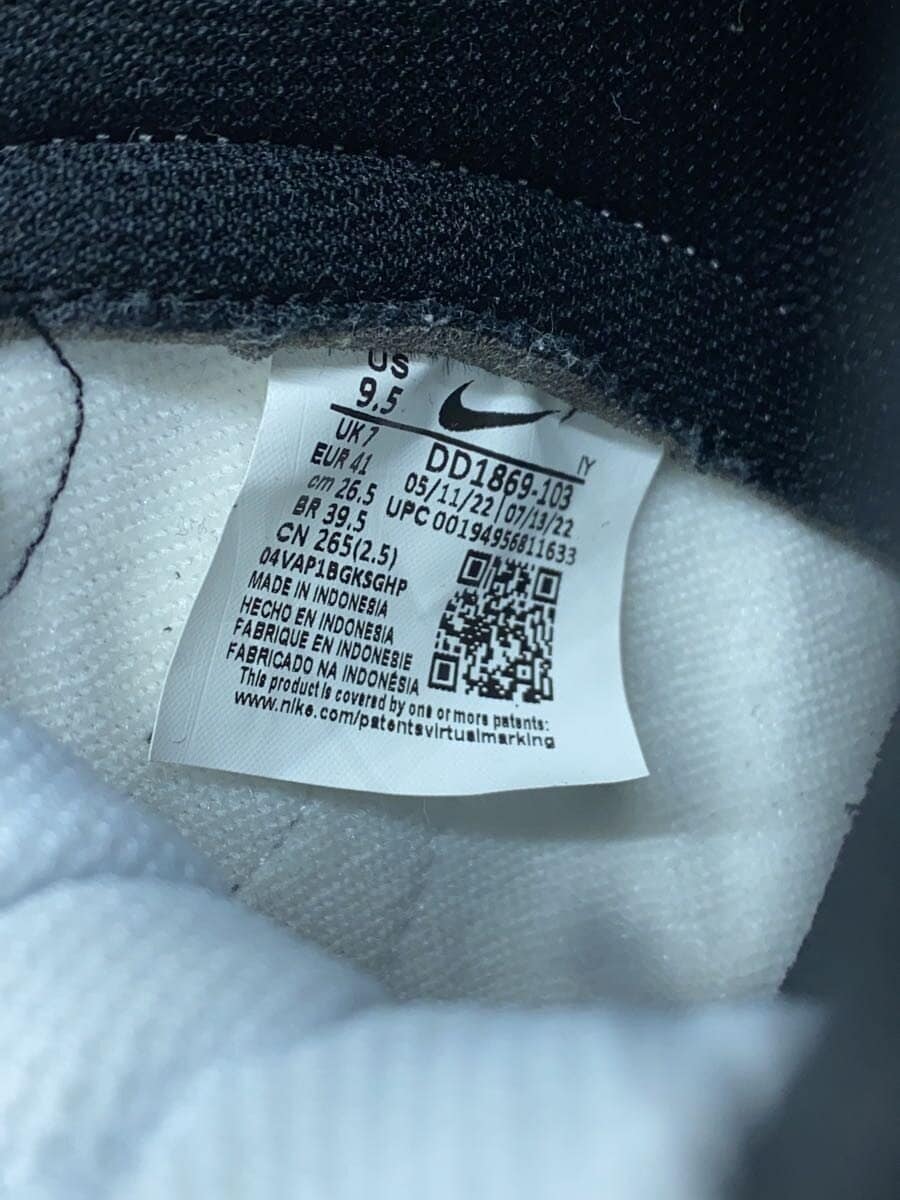 US
9.5
UK 7
EUR 41
cm 26.5
BR 39.5
CN 265(2.5)
Q4VAP1BGKSGHP
IY
DD1869-103
05/11/22 | 07/13/22
UPC 00194956811633
MADE IN INDONESIA
HECHO EN INDONESIA
FABRIQUE EN INDONESIE
FABRICADO NA INDONÉSIA
This product is covered by one or more patents:
www.nike.com/patentsvirtualmarking